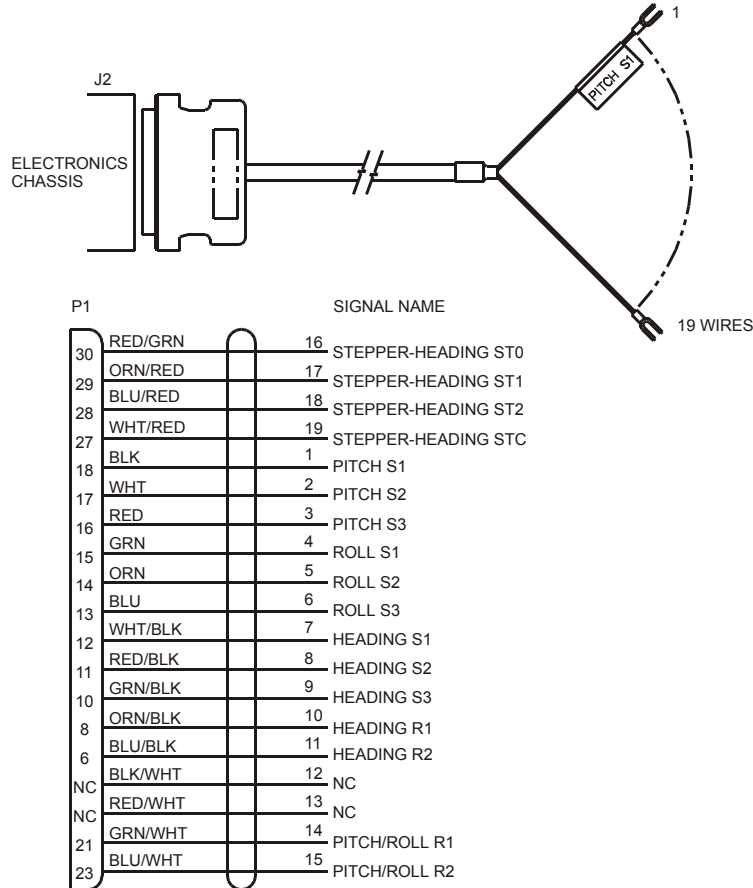 1
PITCH S1
J2
ELECTRONICS
CHASSIS
19 WIRES
P1 SIGNAL NAME
30 RED/GRN 16 STEPPER-HEADING ST0
29 ORN/RED 17 STEPPER-HEADING ST1
28 BLU/RED 18 STEPPER-HEADING ST2
27 WHT/RED 19 STEPPER-HEADING STC
18 BLK 1 PITCH S1
17 WHT 2 PITCH S2
16 RED 3 PITCH S3
15 GRN 4 ROLL S1
14 ORN 5 ROLL S2
13 BLU 6 ROLL S3
12 WHT/BLK 7 HEADING S1
11 RED/BLK 8 HEADING S2
10 GRN/BLK 9 HEADING S3
8 ORN/BLK 10 HEADING R1
6 BLU/BLK 11 HEADING R2
NC BLK/WHT 12 NC
NC RED/WHT 13 NC
21 GRN/WHT 14 PITCH/ROLL R1
23 BLU/WHT 15 PITCH/ROLL R2